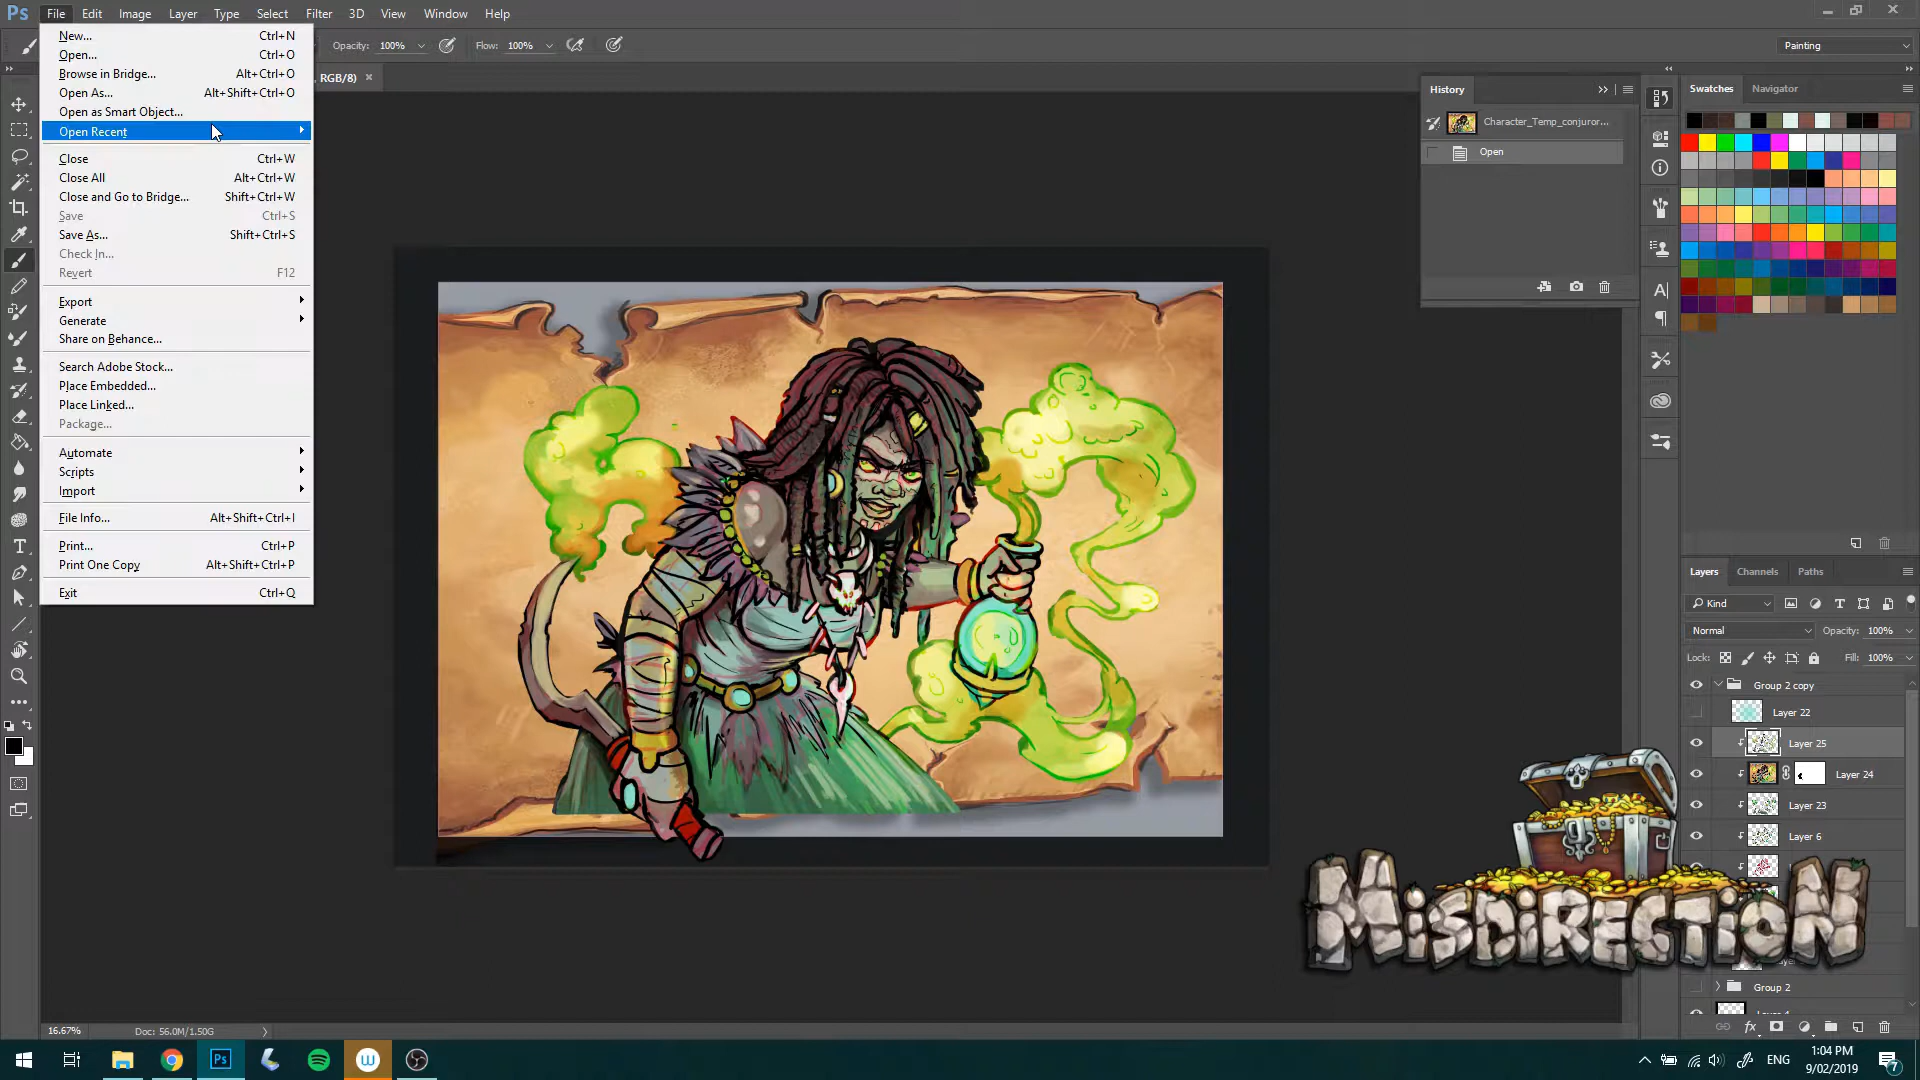 Ps File Edit Image Layer Type Select Filter 3D View Window Help
Opacity: 100% Flow: 100% Painting
, RGB/8)
New... Ctrl+N
Open... Ctrl+O
Browse in Bridge... Alt+Ctrl+O
Open As... Alt+Shift+Ctrl+O
Open as Smart Object...
Open Recent
Close Ctrl+W
Close All Alt+Ctrl+W
Close and Go to Bridge... Shift+Ctrl+W
Save Ctrl+S
Save As... Shift+Ctrl+S
Check In...
Revert F12
Export
Generate
Share on Behance...
Search Adobe Stock...
Place Embedded...
Place Linked...
Package...
Automate
Scripts
Import
File Info... Alt+Shift+Ctrl+I
Print... Ctrl+P
Print One Copy Alt+Shift+Ctrl+P
Exit Ctrl+Q
History
Character_Temp_conjuror...
Open
Swatches Navigator
Layers Channels Paths
Kind
Normal Opacity: 100%
Lock: Fill: 100%
Group 2 copy
Layer 22
Layer 25
Layer 24
Layer 23
Layer 6
Group 2
MISDIRECTION
16.67% Doc: 56.0M/1.50G
Ps W ENG
1:04 PM
9/02/2019
7